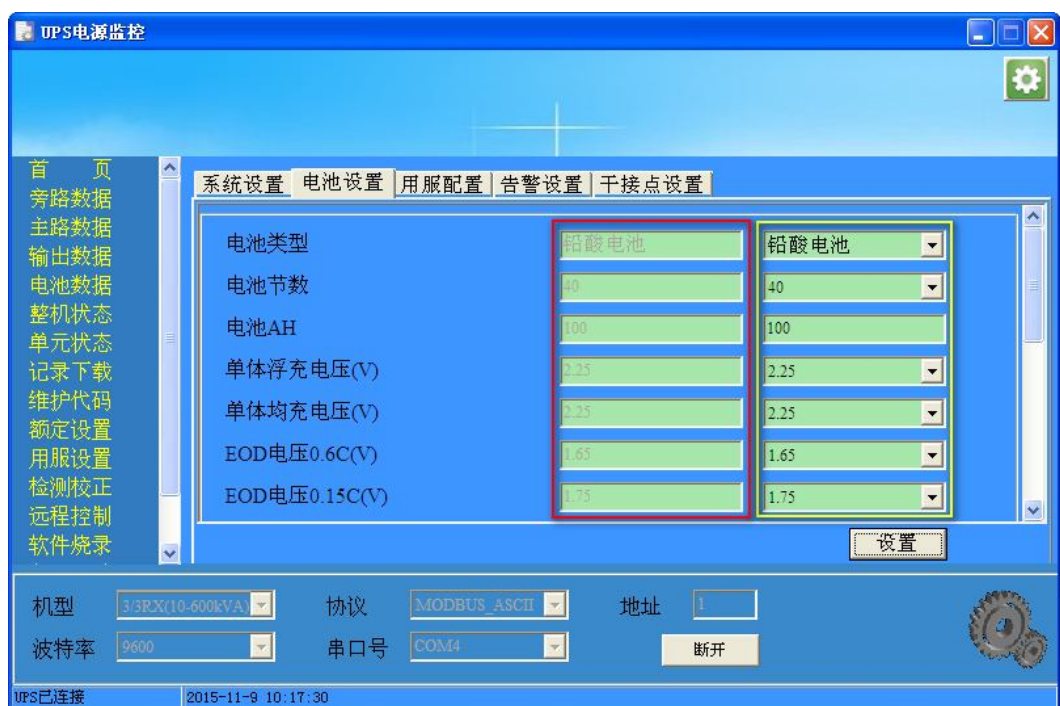 UPS电源监控
首 页
旁路数据
主路数据
输出数据
电池数据
整机状态
单元状态
记录下载
维护代码
额定设置
用服设置
检测校正
远程控制
软件烧录
系统设置 电池设置 用服配置 告警设置 干接点设置
电池类型 铅酸电池 铅酸电池
电池节数 40 40
电池AH 100 100
单体浮充电压(V) 2.25 2.25
单体均充电压(V) 2.25 2.25
EOD电压0.6C(V) 1.65 1.65
EOD电压0.15C(V) 1.75 1.75
设置
机型 3/3RX(10-600kVA) 协议 MODBUS_ASCII 地址 1
波特率 9600 串口号 COM4 断开
UPS已连接 2015-11-9 10:17:30